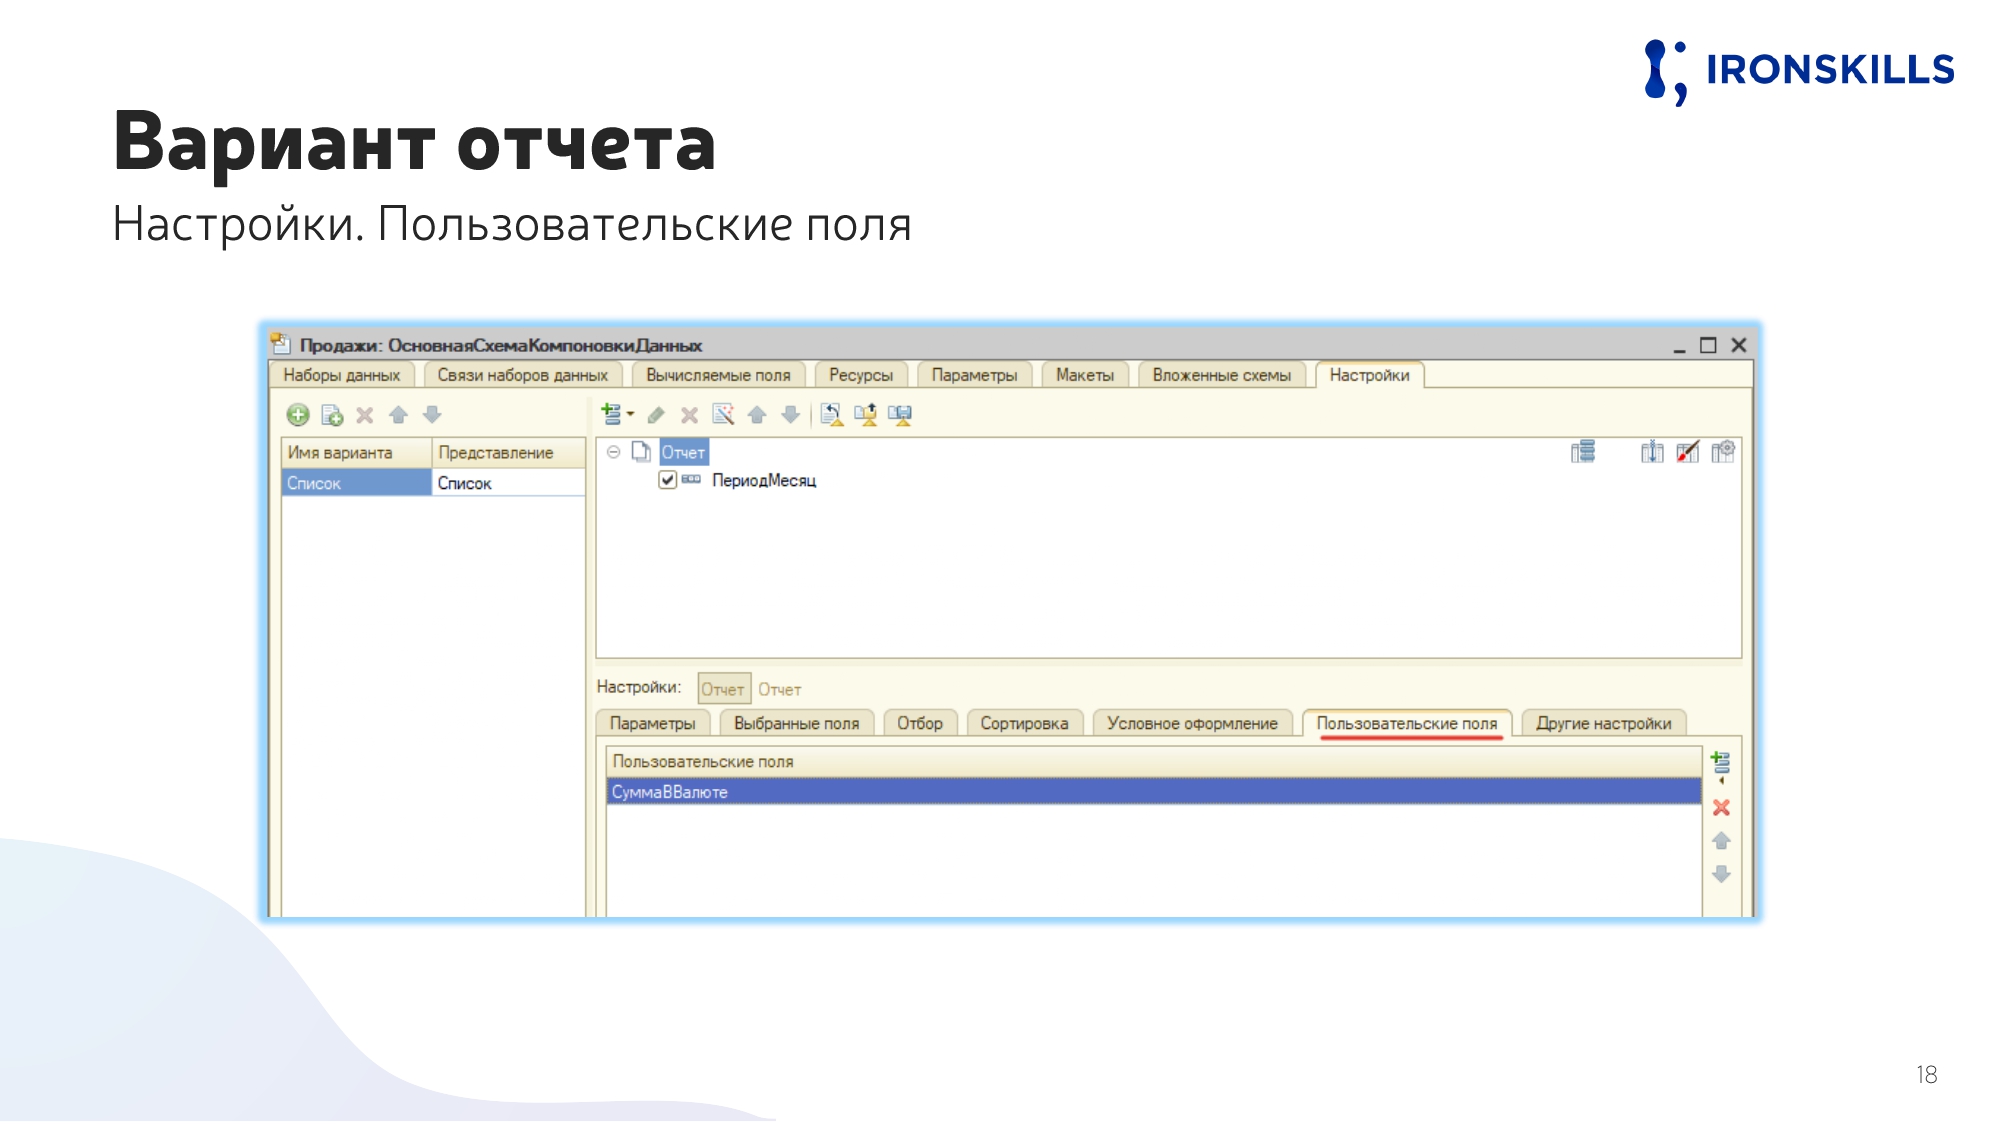 IRONSKILLS
Вариант отчета
Настройки. Пользовательские поля
Продажи: ОсновнаяСхемаКомпоновкиДанных
Наборы данных Связи наборов данных Вычисляемые поля Ресурсы Параметры Макеты Вложенные схемы Настройки
Имя варианта Представление
Список Список
Отчет
ПериодМесяц
Настройки: Отчет Отчет
Параметры Выбранные поля Отбор Сортировка Условное оформление Пользовательские поля Другие настройки
Пользовательские поля
СуммаВВалюте
18